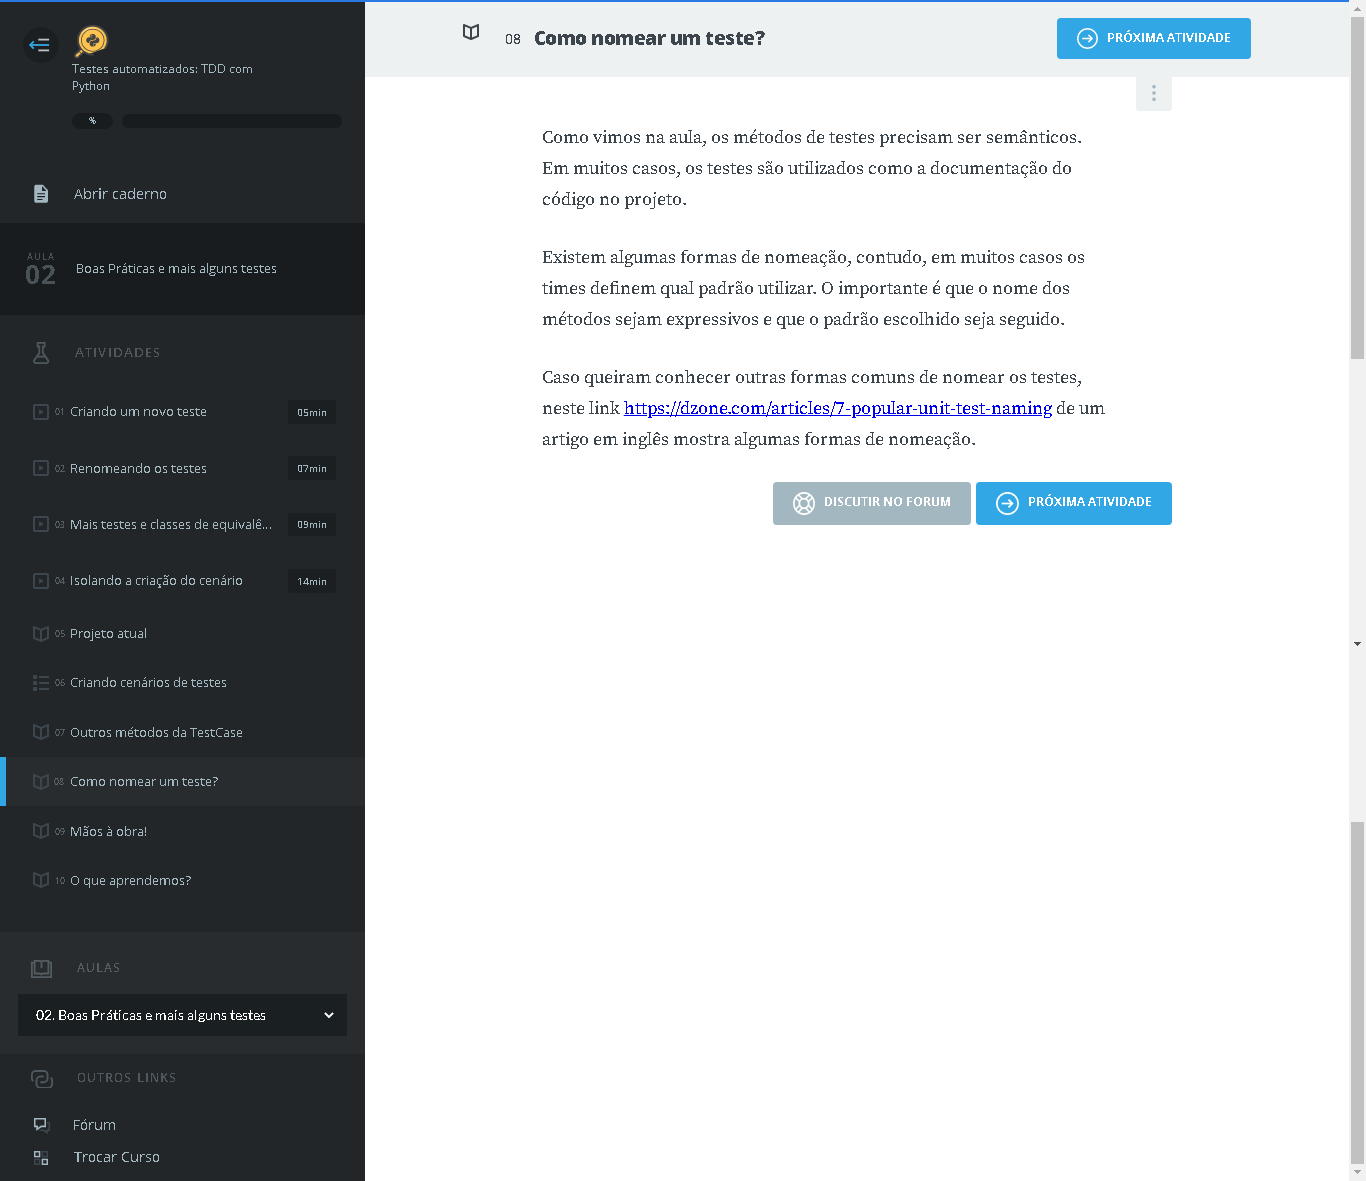 Testes automatizados: TDD com
Python
%
Abrir caderno
AULA
02
Boas Práticas e mais alguns testes
ATIVIDADES
01 Criando um novo teste 05min
02 Renomeando os testes 07min
03 Mais testes e classes de equivalê... 09min
04 Isolando a criação do cenário 14min
05 Projeto atual
06 Criando cenários de testes
07 Outros métodos da TestCase
08 Como nomear um teste?
09 Mãos à obra!
10 O que aprendemos?
AULAS
02. Boas Práticas e mais alguns testes
OUTROS LINKS
Fórum
Trocar Curso
08 Como nomear um teste?
PRÓXIMA ATIVIDADE
Como vimos na aula, os métodos de testes precisam ser semânticos.
Em muitos casos, os testes são utilizados como a documentação do
código no projeto.
Existem algumas formas de nomeação, contudo, em muitos casos os
times definem qual padrão utilizar. O importante é que o nome dos
métodos sejam expressivos e que o padrão escolhido seja seguido.
Caso queiram conhecer outras formas comuns de nomear os testes,
neste link https://dzone.com/articles/7-popular-unit-test-naming de um
artigo em inglês mostra algumas formas de nomeação.
DISCUTIR NO FORUM
PRÓXIMA ATIVIDADE